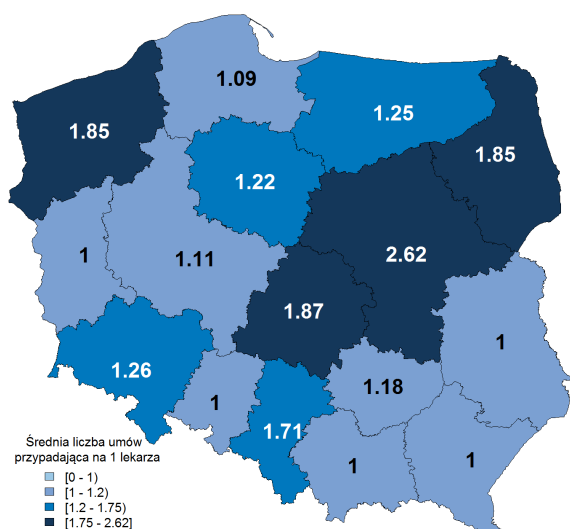 1.09
1.25
1.85
1.85
1.22
2.62
1
1.11
1.87
1
1.26
1.18
1
1.71
1
1
Średnia liczba umów
przypadająca na 1 lekarza
[0 - 1)
[1 - 1.2)
[1.2 - 1.75)
[1.75 - 2.62]